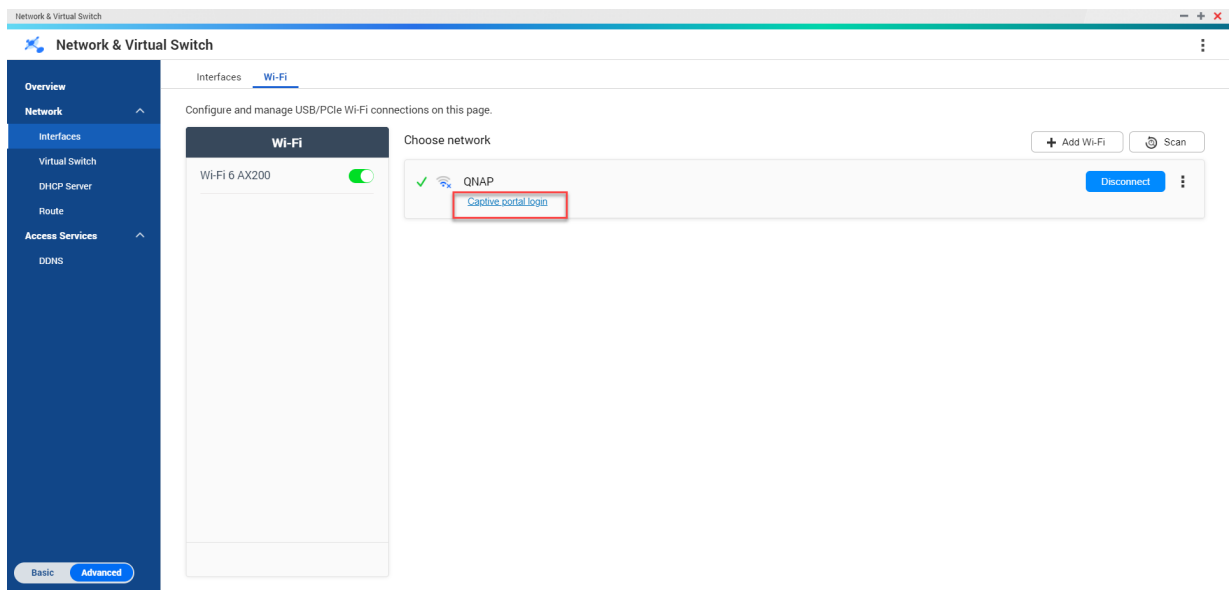 Network & Virtual Switch
Network & Virtual Switch
Overview
Network
Interfaces
Virtual Switch
DHCP Server
Route
Access Services
DDNS
Basic Advanced
Interfaces Wi-Fi
Configure and manage USB/PCIe Wi-Fi connections on this page.
Wi-Fi
Wi-Fi 6 AX200
Choose network
Add Wi-Fi Scan
QNAP
Captive portal login
Disconnect